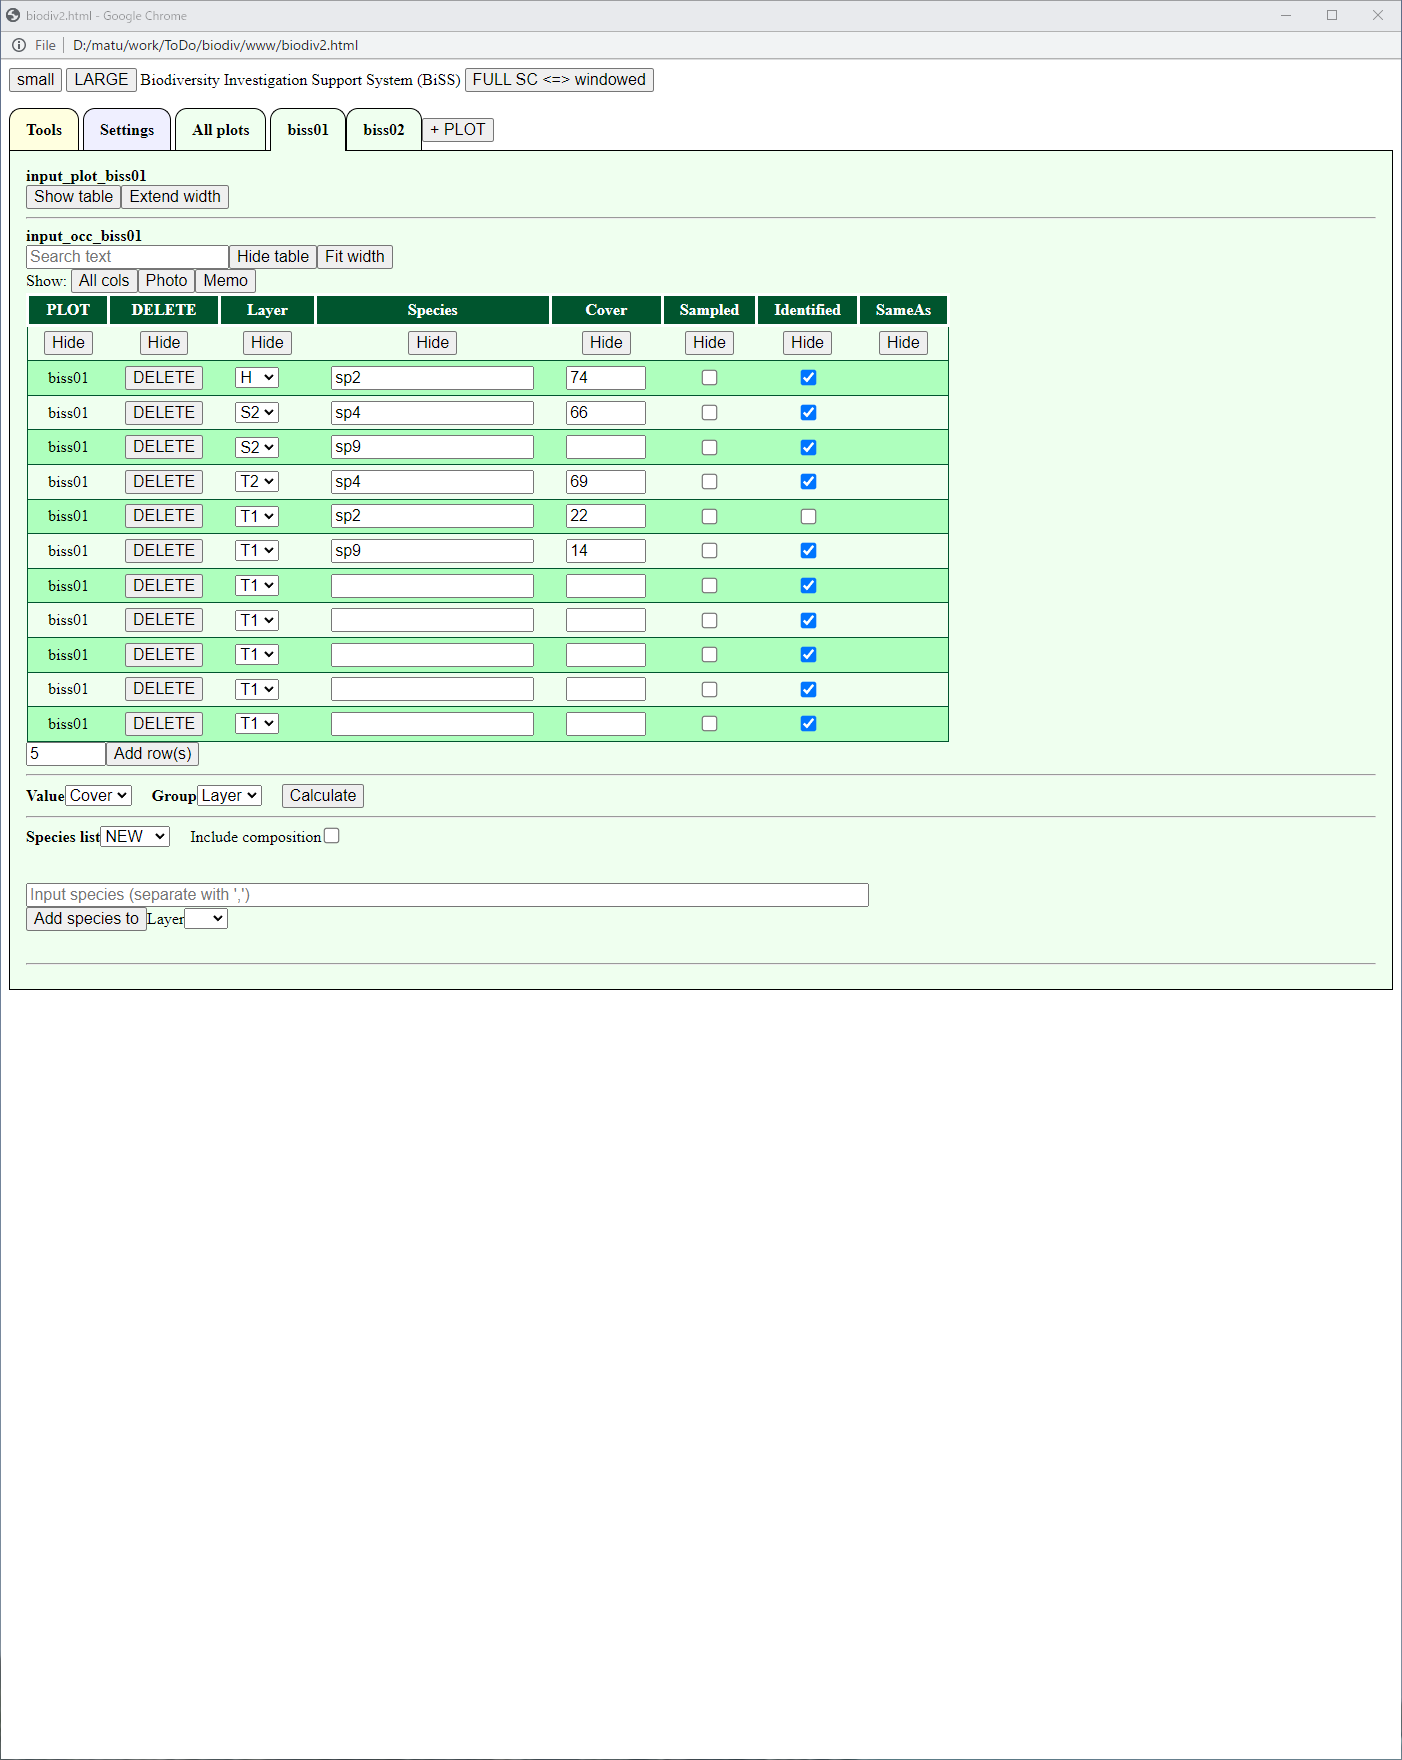 biodiv2.html - Google Chrome
File D:/matu/work/ToDo/biodiv/www/biodiv2.html
small LARGE Biodiversity Investigation Support System (BiSS) FULL SC <=> windowed
Tools Settings All plots biss01 biss02 + PLOT
input_plot_biss01
Show table Extend width
input_occ_biss01
Search text Hide table Fit width
Show: All cols Photo Memo
PLOT DELETE Layer Species Cover Sampled Identified SameAs
Hide Hide Hide Hide Hide Hide Hide Hide
biss01 DELETE H sp2 74
biss01 DELETE S2 sp4 66
biss01 DELETE S2 sp9
biss01 DELETE T2 sp4 69
biss01 DELETE T1 sp2 22
biss01 DELETE T1 sp9 14
biss01 DELETE T1
biss01 DELETE T1
biss01 DELETE T1
biss01 DELETE T1
biss01 DELETE T1
5 Add row(s)
Value Cover Group Layer Calculate
Species list NEW Include composition
Input species (separate with ',')
Add species to Layer